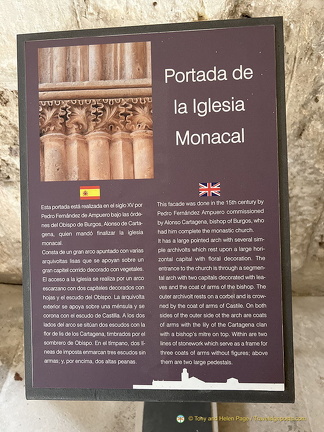 Portada de
la Iglesia
Monacal
Esta portada está realizada en el siglo XV por
Pedro Fernández de Ampuero bajo las órde-
nes del Obispo de Burgos, Alonso de Carta-
gena, quien mandó finalizar la iglesia
monacal.
Consta de un gran arco apuntado con varias
arquivoltas lisas que se apoyan sobre un
gran capitel corrido decorado con vegetales.
El acceso a la iglesia se realiza por un arco
escarzano con dos capiteles decorados con
hojas y el escudo del Obispo. La arquivolta
exterior se apoya sobre una ménsula y se
corona con el escudo de Castilla. A los dos
lados del arco se sitúan dos escudos con la
flor de lis de los Cartagena, timbrados por el
sombrero de Obispo. En el tímpano, dos lí-
neas de imposta enmarcan tres escudos sin
armas; y, por encima, dos altas peanas.
This facade was done in the 15th century by
Pedro Fernández Ampuero commissioned
by Alonso Cartagena, bishop of Burgos, who
had him complete the monastic church.
It has a large pointed arch with several sim-
ple archivolts which rest upon a large hori-
zontal capital with floral decoration. The
entrance to the church is through a segmen-
tal arch with two capitals decorated with lea-
ves and the coat of arms of the bishop. The
outer architrolt rests on a corbel and is crow-
ned by the coat of arms of Castile. On both
sides of the outer side of the arch are coats
of arms with the lily of the Cartagena clan
with a bishop's mitre on top. Within are two
lines of stonework which serve as a frame for
three coats of arms without figures; above
them are two large pedestals.